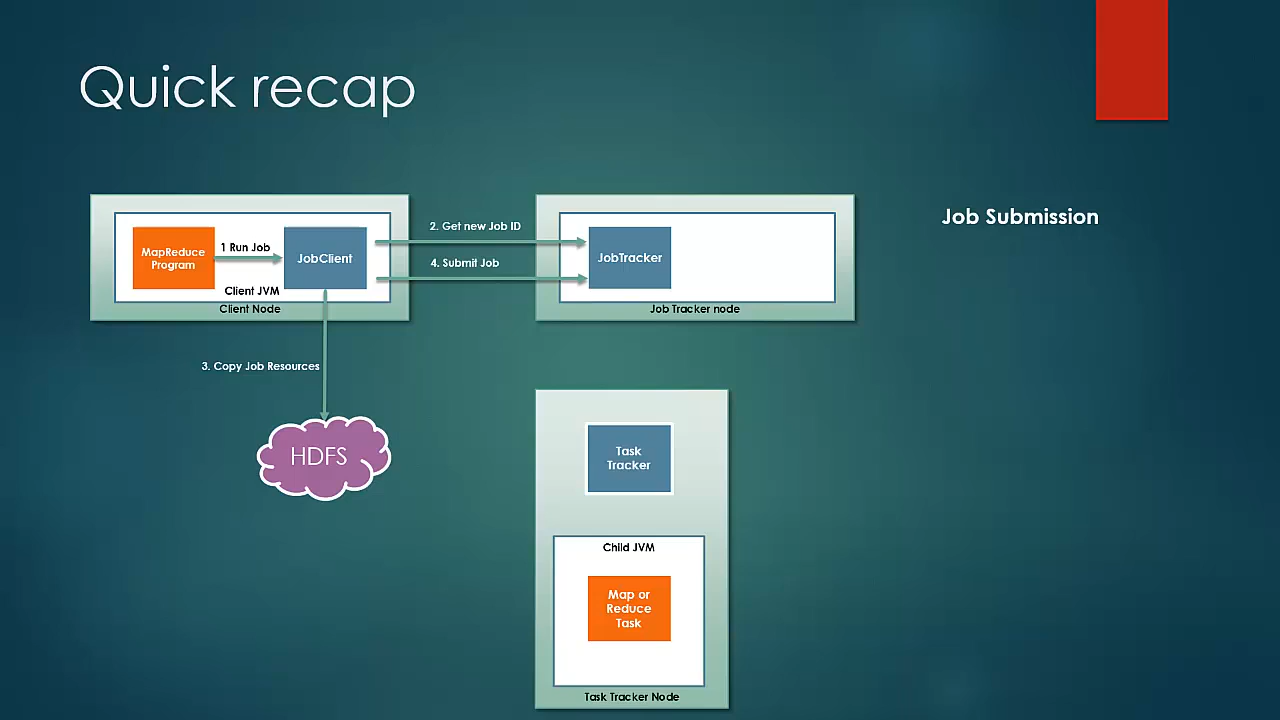 Quick recap
Job Submission
MapReduce
Program
1 Run Job
JobClient
Client JVM
Client Node
2. Get new Job ID
4. Submit Job
JobTracker
Job Tracker node
3. Copy Job Resources
HDFS
Task
Tracker
Child JVM
Map or
Reduce
Task
Task Tracker Node